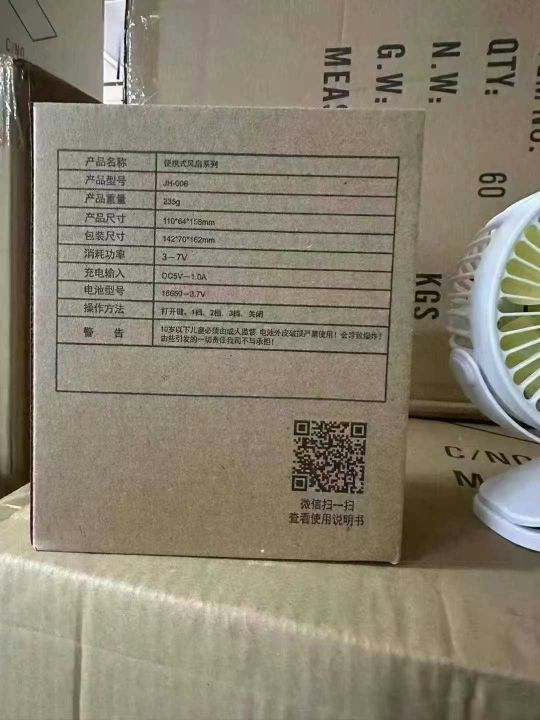 C/NO
MEAS
G.W:
N.W:
QTY:
60
KGS
产品名称 便携式风扇系列
产品型号 JH-006
产品重量 235g
产品尺寸 110*64*158mm
包装尺寸 142*70*162mm
消耗功率 3-7V
充电输入 DC5V-1.0A
电池型号 18650-3.7V
操作方法 打开键、1档、2档、3档、关闭
警 告 10岁以下儿童必须由成人监督 电池外皮破损严禁使用！会导致爆炸！
由些引发的一切责任我司不与承担！
微信扫一扫
查看使用说明书
C/NO